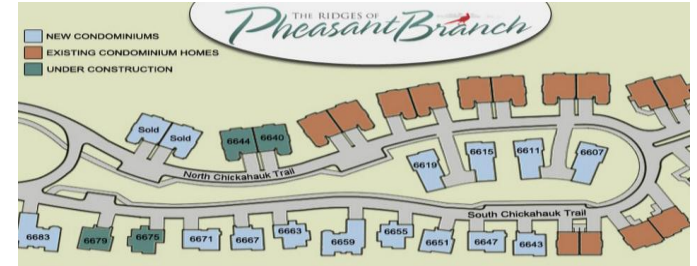 THE RIDGES OF
Pheasant Branch
NEW CONDOMINIUMS
EXISTING CONDOMINIUM HOMES
UNDER CONSTRUCTION
Sold Sold
6644 6640
North Chickahauk Trail
6619 6615 6611 6607
South Chickahauk Trail
6683 6679 6675 6671 6667 6663 6659 6655 6651 6647 6643